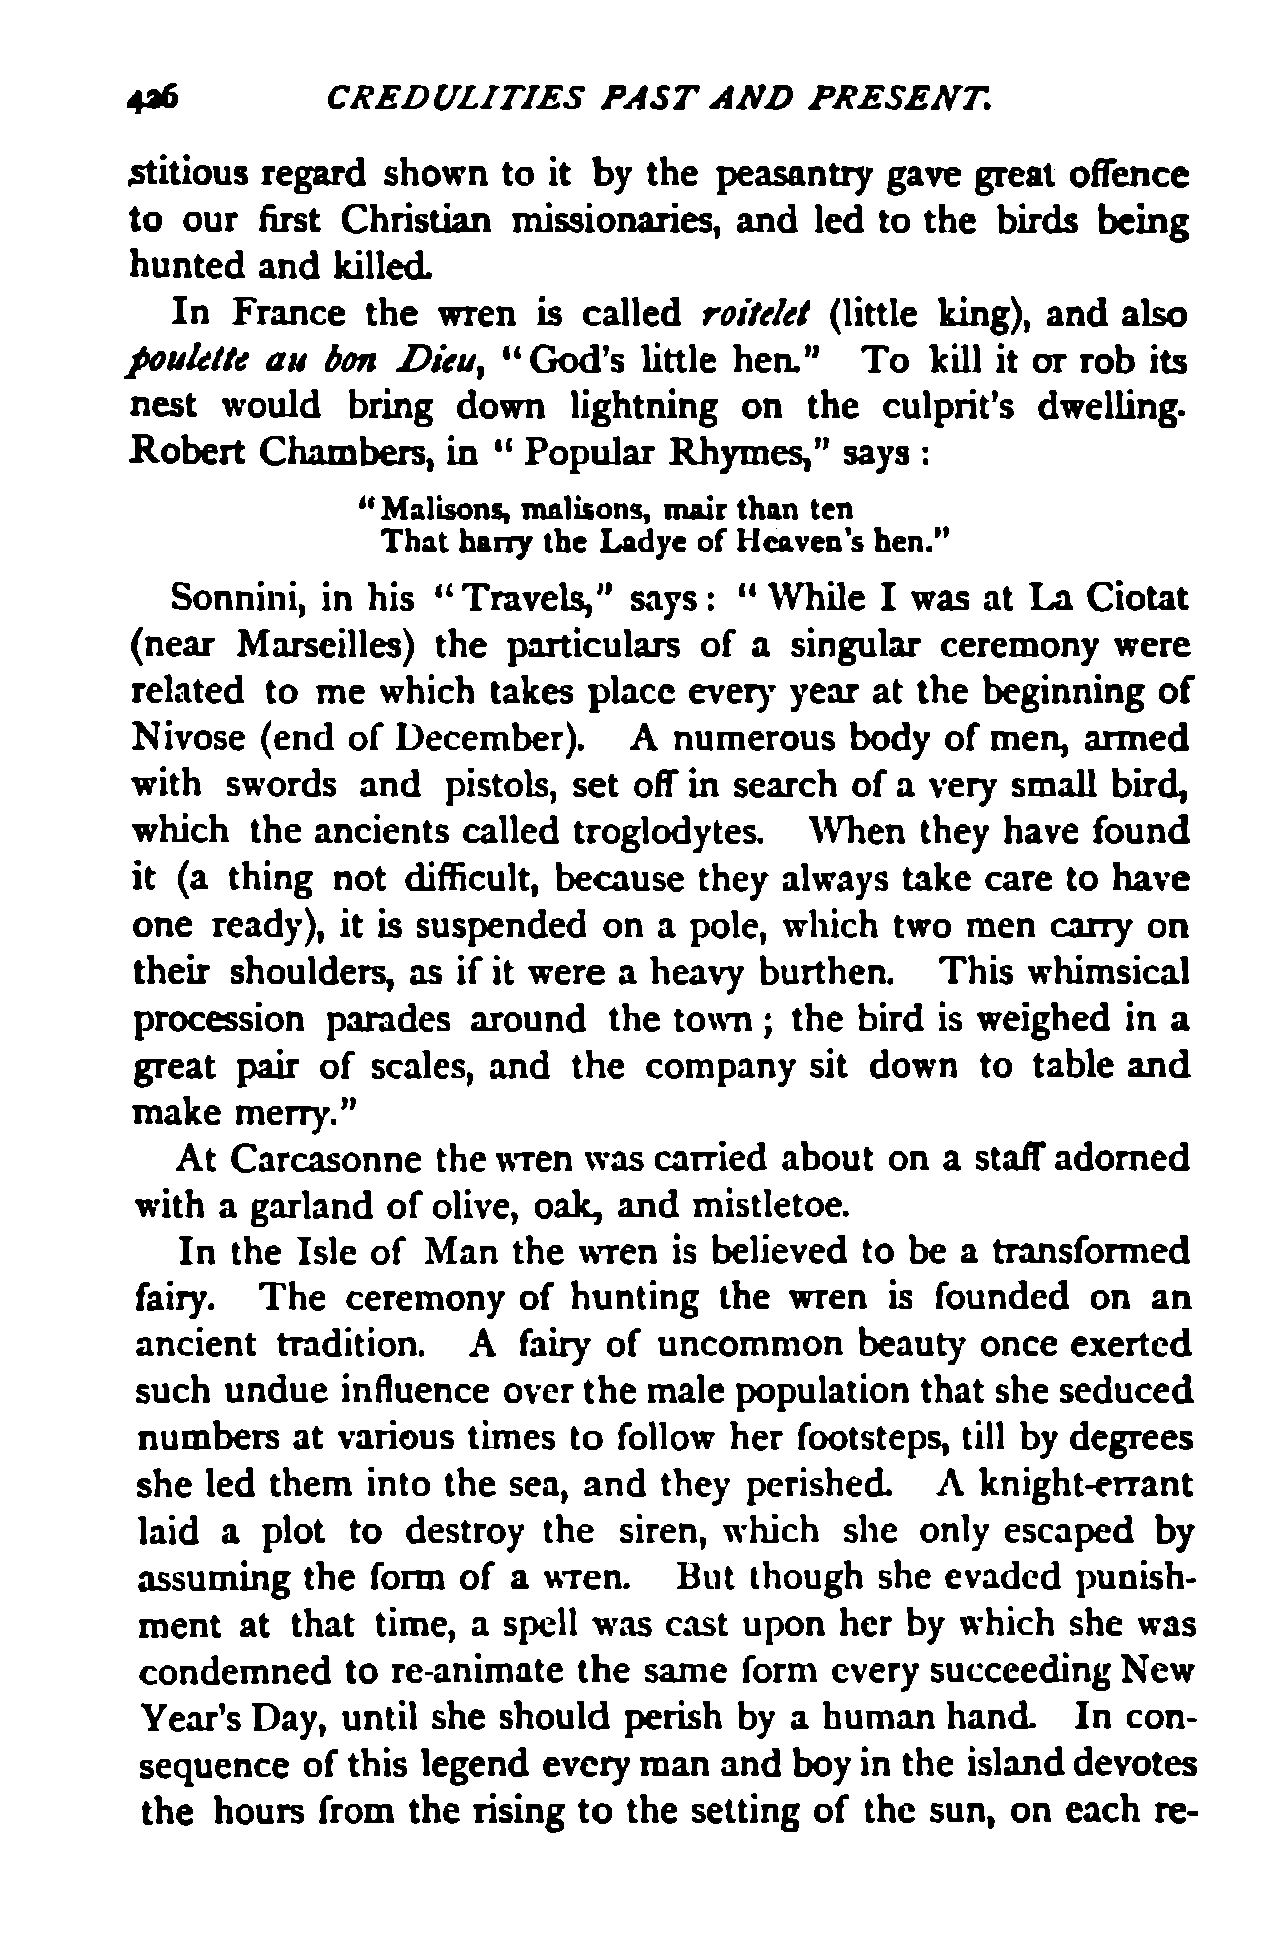 426 CREDULITIES PAST AND PRESENT.
stitious regard shown to it by the peasantry gave great offence
to our first Christian missionaries, and led to the birds being
hunted and killed.
In France the wren is called roitelet (little king), and also
poulette au bon Dieu, "God's little hen." To kill it or rob its
nest would bring down lightning on the culprit's dwelling.
Robert Chambers, in "Popular Rhymes," says :
"Malisons, malisons, mair than ten
That harry the Ladye of Heaven's hen."
Sonnini, in his "Travels," says : "While I was at La Ciotat
(near Marseilles) the particulars of a singular ceremony were
related to me which takes place every year at the beginning of
Nivose (end of December). A numerous body of men, armed
with swords and pistols, set off in search of a very small bird,
which the ancients called troglodytes. When they have found
it (a thing not difficult, because they always take care to have
one ready), it is suspended on a pole, which two men carry on
their shoulders, as if it were a heavy burthen. This whimsical
procession parades around the town ; the bird is weighed in a
great pair of scales, and the company sit down to table and
make merry."
At Carcasonne the wren was carried about on a staff adorned
with a garland of olive, oak, and mistletoe.
In the Isle of Man the wren is believed to be a transformed
fairy. The ceremony of hunting the wren is founded on an
ancient tradition. A fairy of uncommon beauty once exerted
such undue influence over the male population that she seduced
numbers at various times to follow her footsteps, till by degrees
she led them into the sea, and they perished. A knight-errant
laid a plot to destroy the siren, which she only escaped by
assuming the form of a wren. But though she evaded punish-
ment at that time, a spell was cast upon her by which she was
condemned to re-animate the same form every succeeding New
Year's Day, until she should perish by a human hand. In con-
sequence of this legend every man and boy in the island devotes
the hours from the rising to the setting of the sun, on each re-